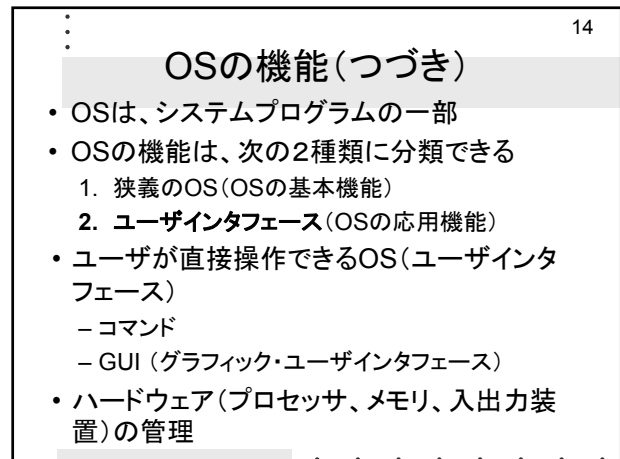 14
OSの機能（つづき）
• OSは、システムプログラムの一部
• OSの機能は、次の２種類に分類できる
1. 狭義のOS（OSの基本機能）
2. ユーザインタフェース（OSの応用機能）
• ユーザが直接操作できるOS（ユーザインタ
フェース）
– コマンド
– GUI （グラフィック・ユーザインタフェース）
• ハードウェア（プロセッサ、メモリ、入出力装
置）の管理